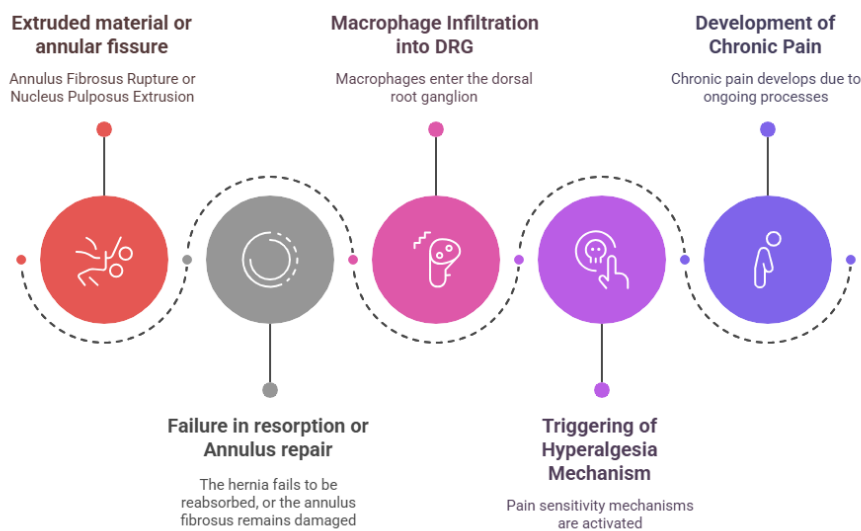 Extruded material or
annular fissure
Annulus Fibrosus Rupture or
Nucleus Pulposus Extrusion
Failure in resorption or
Annulus repair
The hernia fails to be
reabsorbed, or the annulus
fibrosus remains damaged
Macrophage Infiltration
into DRG
Macrophages enter the dorsal
root ganglion
Triggering of
Hyperalgesia
Mechanism
Pain sensitivity mechanisms
are activated
Development of
Chronic Pain
Chronic pain develops due to
ongoing processes